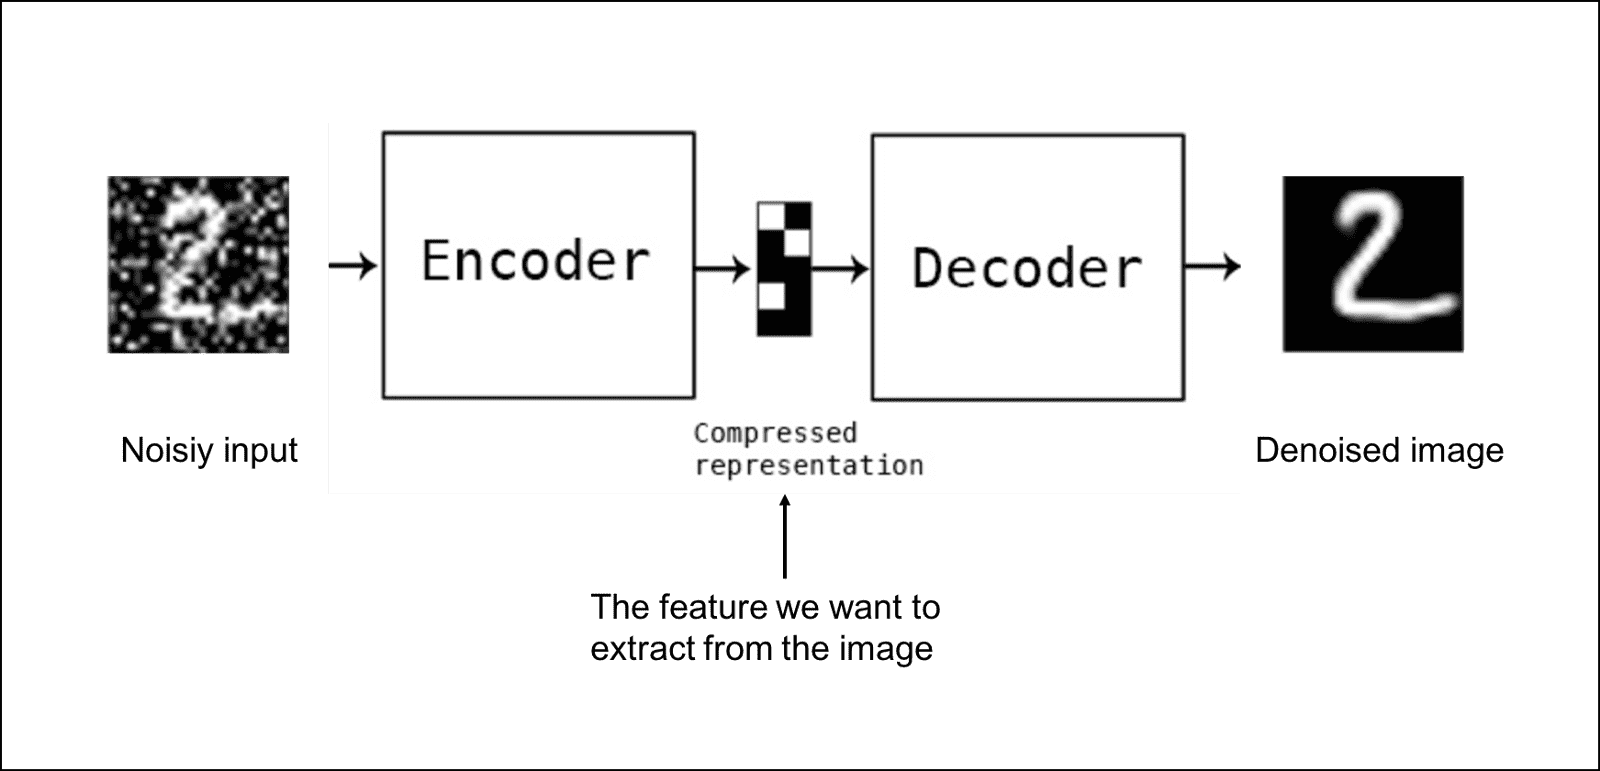 Encoder
Decoder
Noisiy input
Compressed
representation
Denoised image
The feature we want to
extract from the image